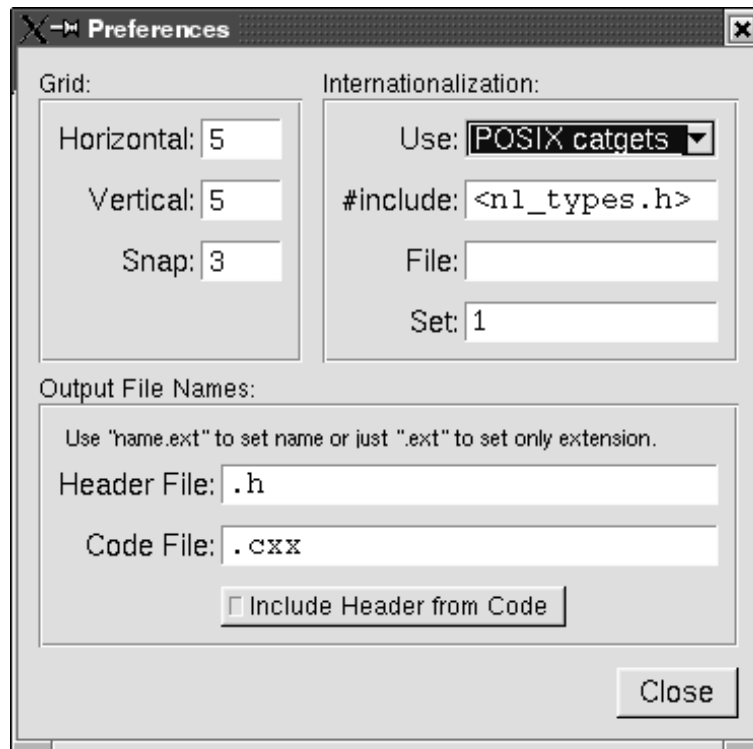 Preferences
Grid:
Horizontal: 5
Vertical: 5
Snap: 3
Internationalization:
Use: POSIX catgets
#include: <nl_types.h>
File:
Set: 1
Output File Names:
Use "name.ext" to set name or just ".ext" to set only extension.
Header File: .h
Code File: .cxx
Include Header from Code
Close